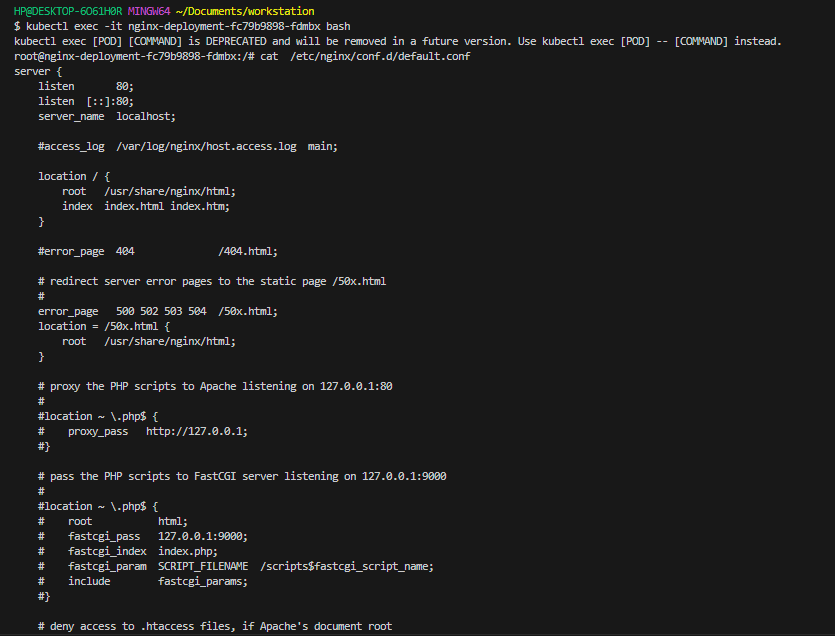 HP@DESKTOP-6O61H0R MINGW64 ~/Documents/workstation
$ kubectl exec -it nginx-deployment-fc79b9898-fdmbx bash
kubectl exec [POD] [COMMAND] is DEPRECATED and will be removed in a future version. Use kubectl exec [POD] -- [COMMAND] instead.
root@nginx-deployment-fc79b9898-fdmbx:/# cat  /etc/nginx/conf.d/default.conf
server {
    listen       80;
    listen  [::]:80;
    server_name  localhost;

    #access_log  /var/log/nginx/host.access.log  main;

    location / {
        root   /usr/share/nginx/html;
        index  index.html index.htm;
    }

    #error_page  404              /404.html;

    # redirect server error pages to the static page /50x.html
    #
    error_page   500 502 503 504  /50x.html;
    location = /50x.html {
        root   /usr/share/nginx/html;
    }

    # proxy the PHP scripts to Apache listening on 127.0.0.1:80
    #
    #location ~ \.php$ {
    #    proxy_pass   http://127.0.0.1;
    #}

    # pass the PHP scripts to FastCGI server listening on 127.0.0.1:9000
    #
    #location ~ \.php$ {
    #    root           html;
    #    fastcgi_pass   127.0.0.1:9000;
    #    fastcgi_index  index.php;
    #    fastcgi_param  SCRIPT_FILENAME  /scripts$fastcgi_script_name;
    #    include        fastcgi_params;
    #}

    # deny access to .htaccess files, if Apache's document root